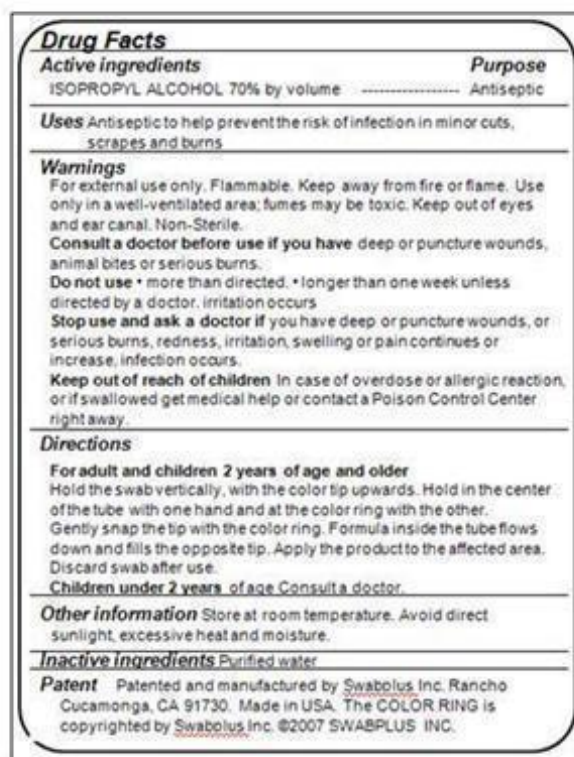 Drug Facts
Active ingredients Purpose
ISOPROPYL ALCOHOL 70% by volume ------------------ Antiseptic
Uses Antiseptic to help prevent the risk of infection in minor cuts,
scrapes and burns
Warnings
For external use only. Flammable. Keep away from fire or flame. Use
only in a well-ventilated area; fumes may be toxic. Keep out of eyes
and ear canal. Non-Sterile.
Consult a doctor before use if you have deep or puncture wounds,
animal bites or serious burns.
Do not use • more than directed. • longer than one week unless
directed by a doctor. irritation occurs
Stop use and ask a doctor if you have deep or puncture wounds, or
serious burns, redness, irritation, swelling or pain continues or
increase, infection occurs.
Keep out of reach of children In case of overdose or allergic reaction,
or if swallowed get medical help or contact a Poison Control Center
right away.
Directions
For adult and children 2 years of age and older
Hold the swab vertically, with the color tip upwards. Hold in the center
of the tube with one hand and at the color ring with the other.
Gently snap the tip with the color ring. Formula inside the tube flows
down and fills the opposite tip. Apply the product to the affected area.
Discard swab after use.
Children under 2 years of age Consult a doctor.
Other information Store at room temperature. Avoid direct
sunlight, excessive heat and moisture.
Inactive ingredients Purified water
Patent Patented and manufactured by Swabplus Inc. Rancho
Cucamonga, CA 91730. Made in USA. The COLOR RING is
copyrighted by Swabplus Inc. ©2007 SWABPLUS INC.